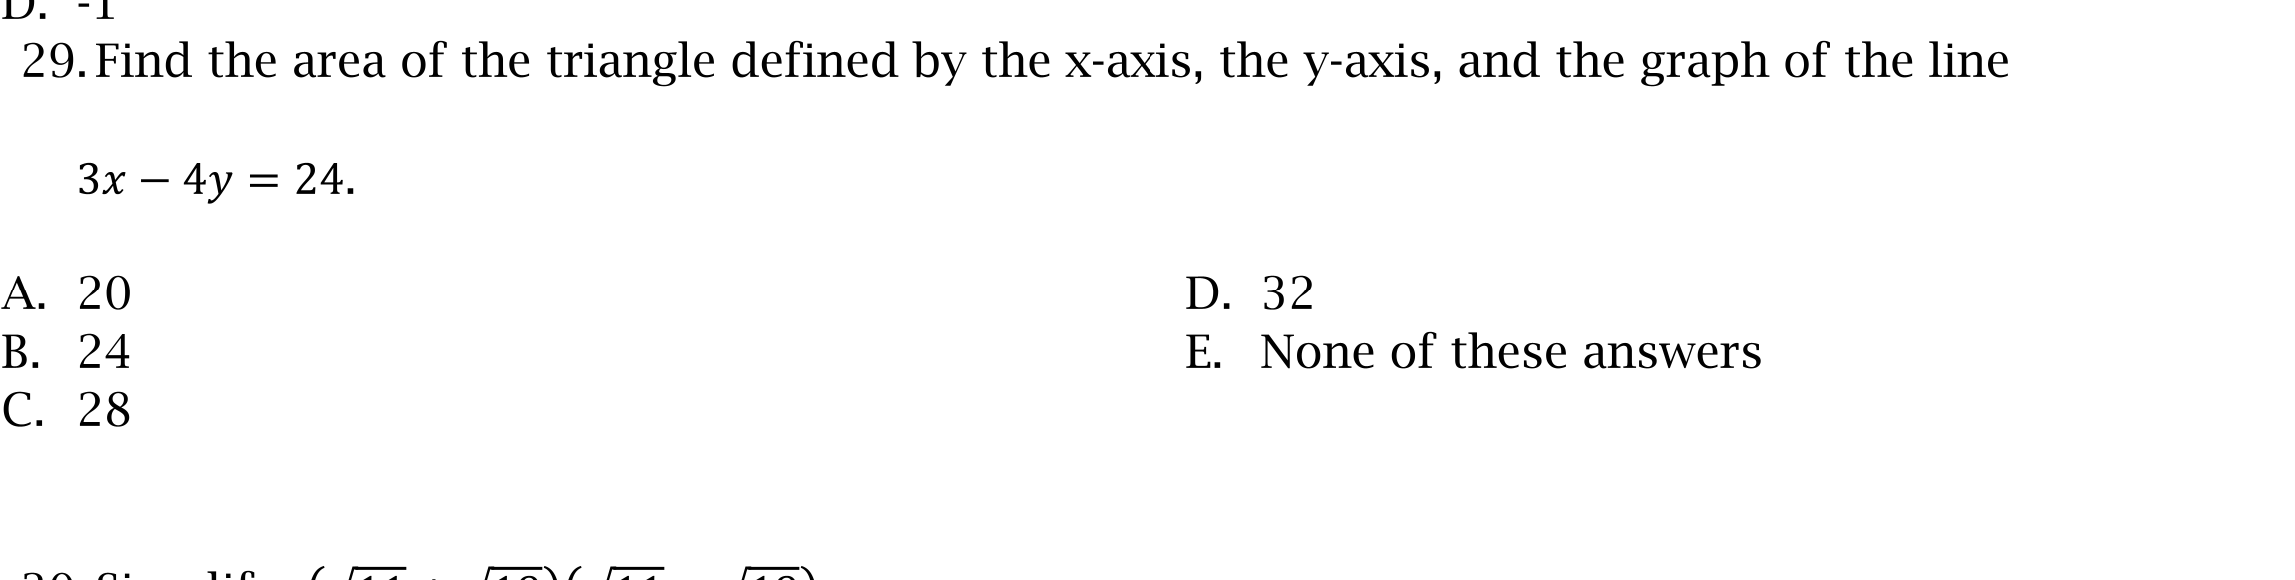 D. -1
29. Find the area of the triangle defined by the x-axis, the y-axis, and the graph of the line
3x − 4y = 24.
A. 20
B. 24
C. 28
D. 32
E. None of these answers